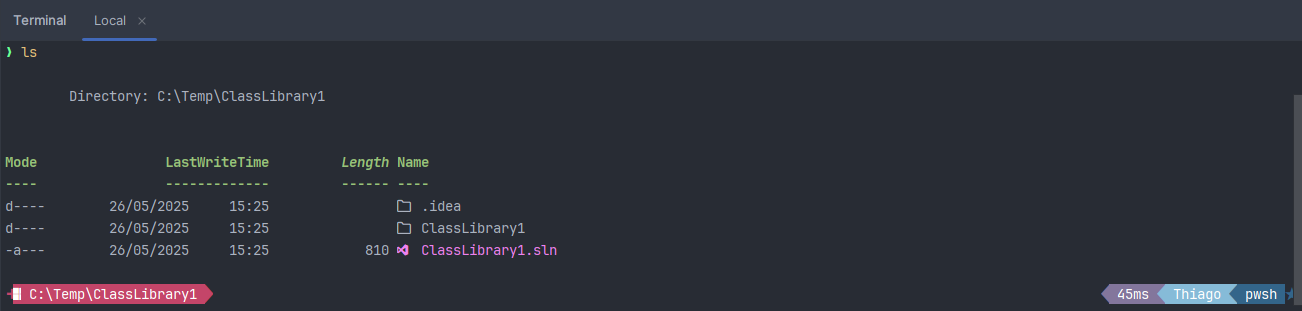 Terminal Local ×
❯ ls
Directory: C:\Temp\ClassLibrary1
Mode LastWriteTime Length Name
---- ------------- ------ ----
d---- 26/05/2025 15:25 .idea
d---- 26/05/2025 15:25 ClassLibrary1
-a--- 26/05/2025 15:25 810 ClassLibrary1.sln
C:\Temp\ClassLibrary1 45ms Thiago pwsh